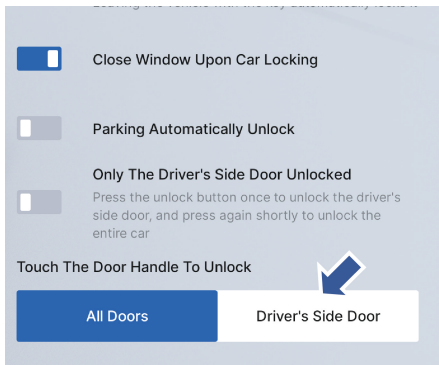 Close Window Upon Car Locking
Parking Automatically Unlock
Only The Driver's Side Door Unlocked
Press the unlock button once to unlock the driver's
side door, and press again shortly to unlock the
entire car
Touch The Door Handle To Unlock
All Doors
Driver's Side Door